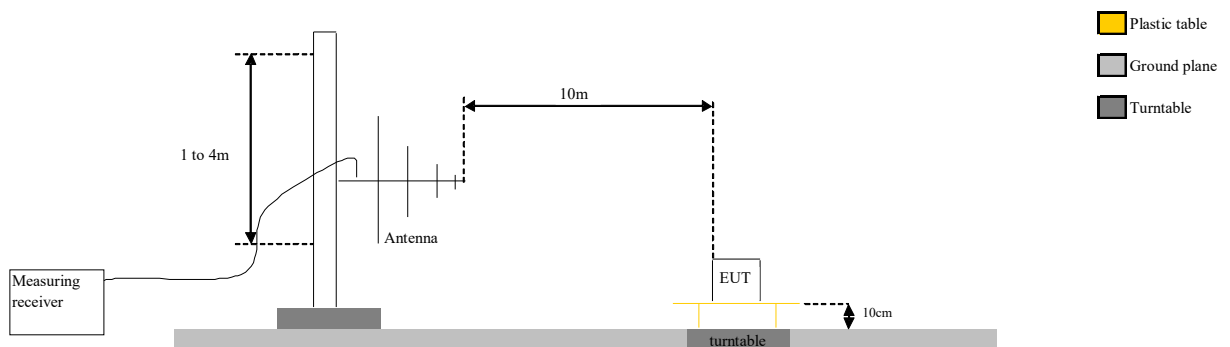 Plastic table
Ground plane
Turntable
10m
1 to 4m
Antenna
Measuring
receiver
EUT
10cm
turntable